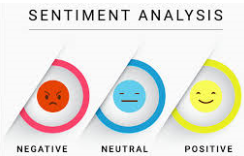 SENTIMENT ANALYSIS
NEGATIVE NEUTRAL POSITIVE